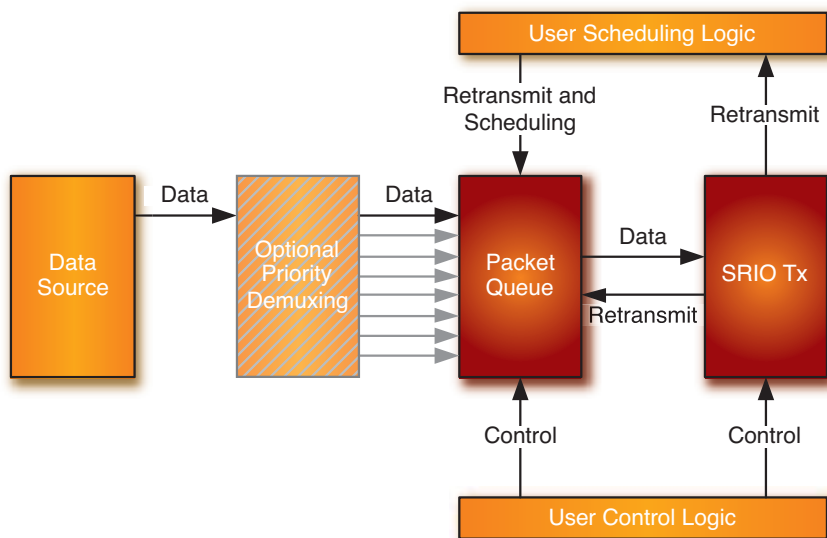 User Scheduling Logic
Retransmit and
Scheduling
Retransmit
Data
Data
Data
Source
Optional
Priority
Demuxing
Packet
Queue
Data
SRIO Tx
Retransmit
Control
Control
User Control Logic